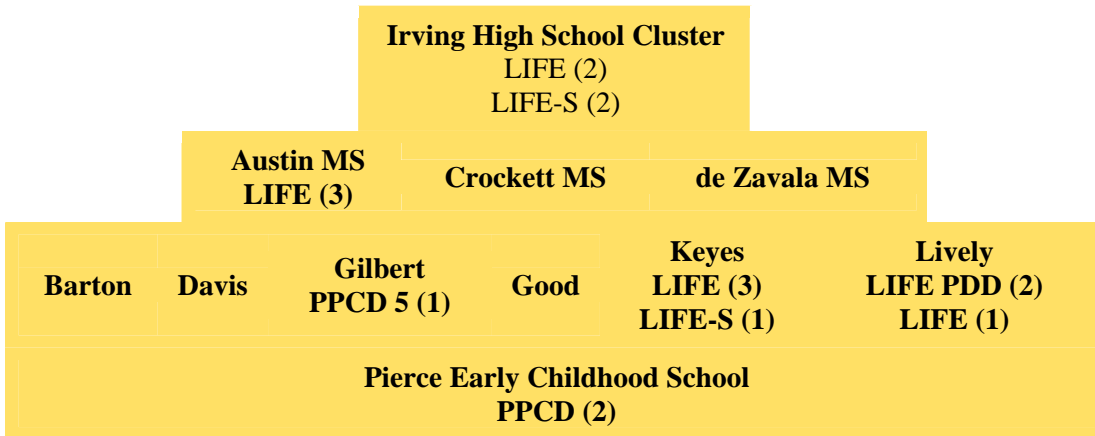 Irving High School Cluster
LIFE (2)
LIFE-S (2)
Austin MS
LIFE (3)
Crockett MS
de Zavala MS
Barton
Davis
Gilbert
PPCD 5 (1)
Good
Keyes
LIFE (3)
LIFE-S (1)
Lively
LIFE PDD (2)
LIFE (1)
Pierce Early Childhood School
PPCD (2)